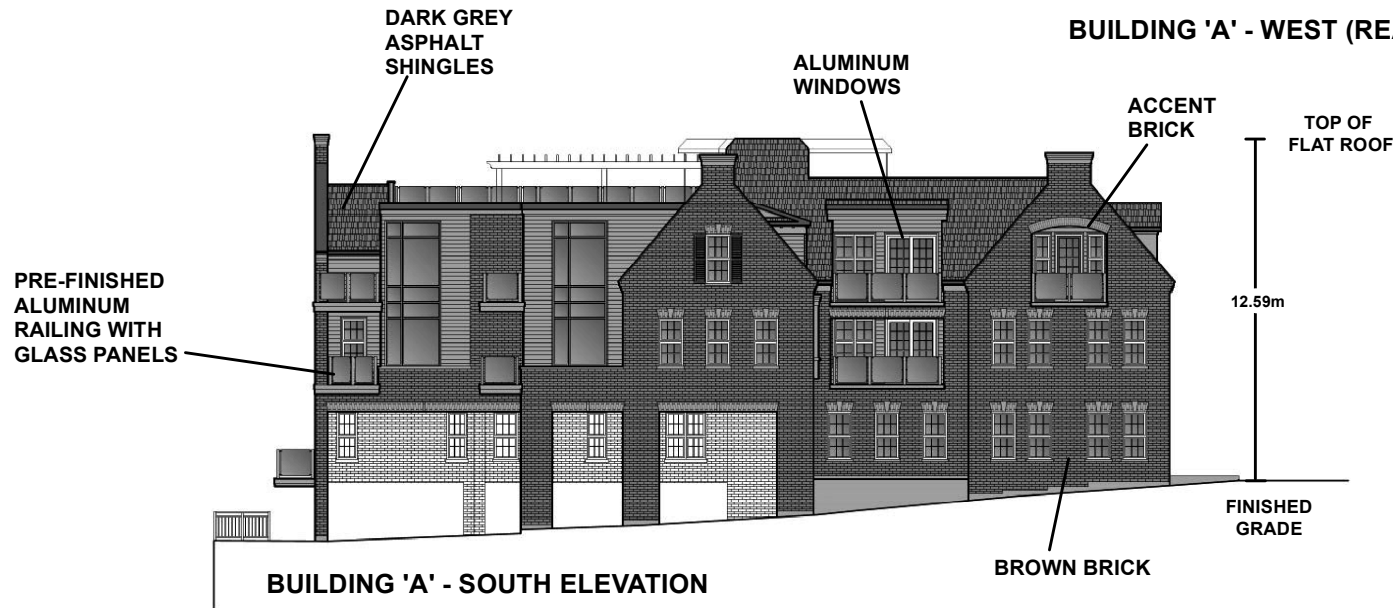 DARK GREY
ASPHALT
SHINGLES
BUILDING 'A' - WEST (REA
ALUMINUM
WINDOWS
ACCENT
BRICK
TOP OF
FLAT ROOF
PRE-FINISHED
ALUMINUM
RAILING WITH
GLASS PANELS
12.59m
FINISHED
GRADE
BROWN BRICK
BUILDING 'A' - SOUTH ELEVATION